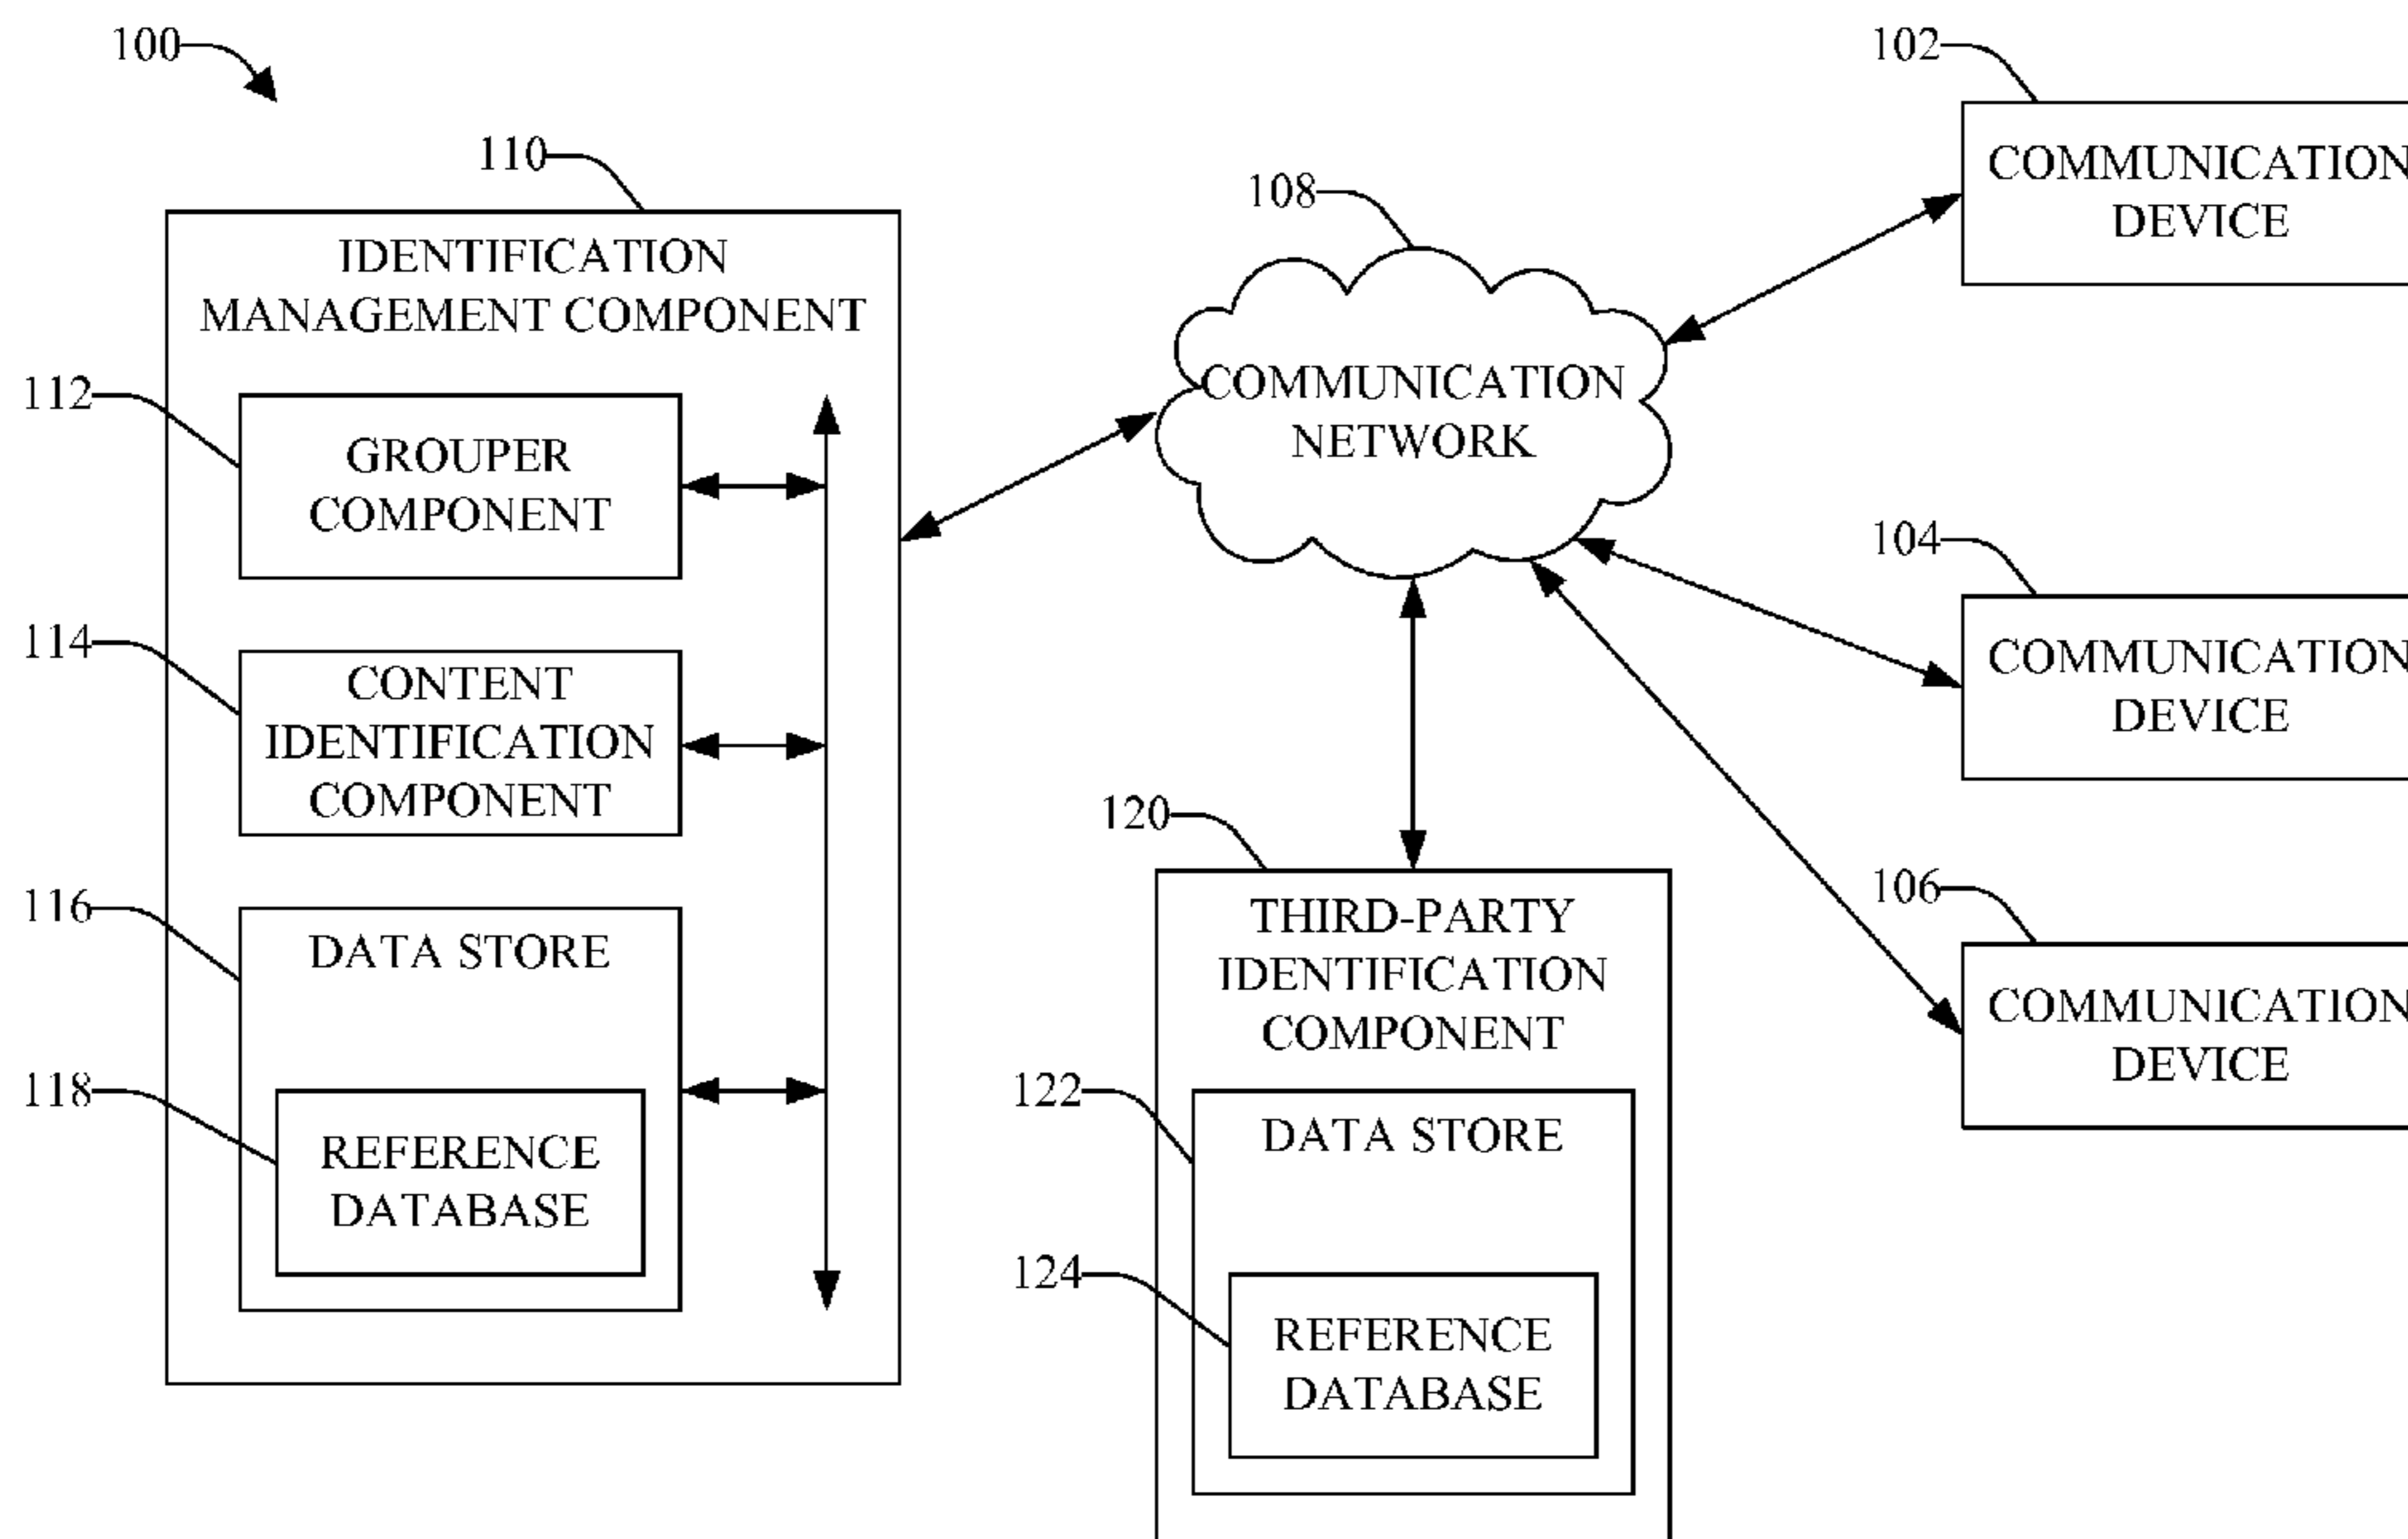 100
110
IDENTIFICATION
MANAGEMENT COMPONENT
112
GROUPER
COMPONENT
114
CONTENT
IDENTIFICATION
COMPONENT
116
DATA STORE
118
REFERENCE
DATABASE
108
COMMUNICATION
NETWORK
120
THIRD-PARTY
IDENTIFICATION
COMPONENT
122
DATA STORE
124
REFERENCE
DATABASE
102
COMMUNICATION
DEVICE
104
COMMUNICATION
DEVICE
106
COMMUNICATION
DEVICE